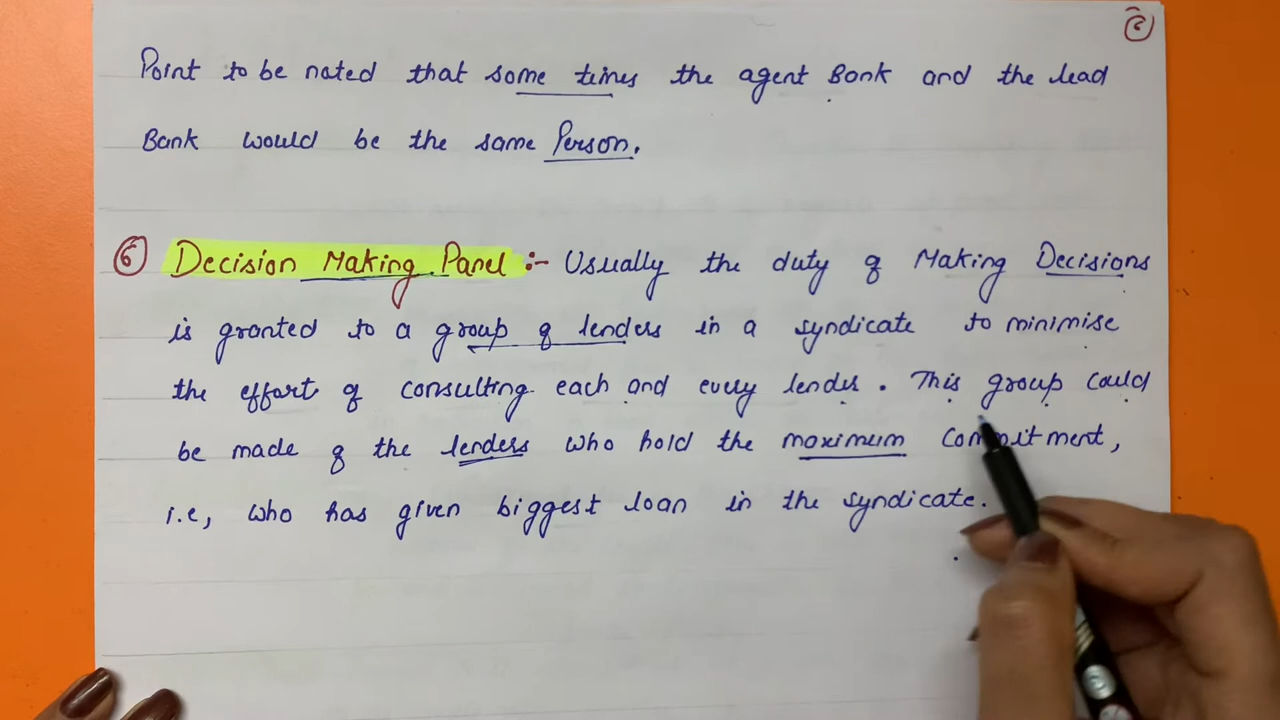 6
Point to be noted that some times the agent Bank and the lead
Bank would be the same Person.
6 Decision Making Panel :- Usually the duty of Making Decisions
is granted to a group of lenders in a syndicate to minimise
the effort of consulting each and every lender. This group could
be made of the lenders who hold the maximum commitment,
i.e, who has given biggest loan in the syndicate.